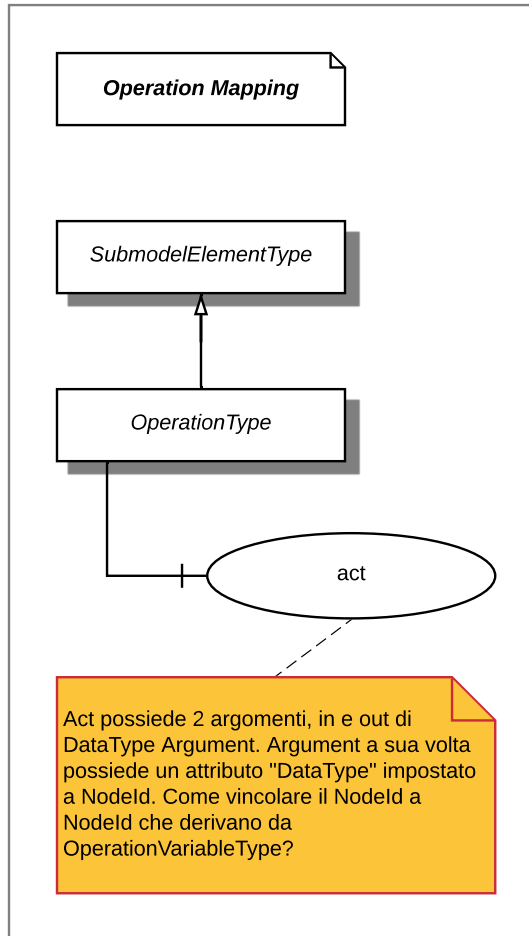 Operation Mapping
SubmodelElementType
OperationType
act
Act possiede 2 argomenti, in e out di
DataType Argument. Argument a sua volta
possiede un attributo "DataType" impostato
a NodeId. Come vincolare il NodeId a
NodeId che derivano da
OperationVariableType?